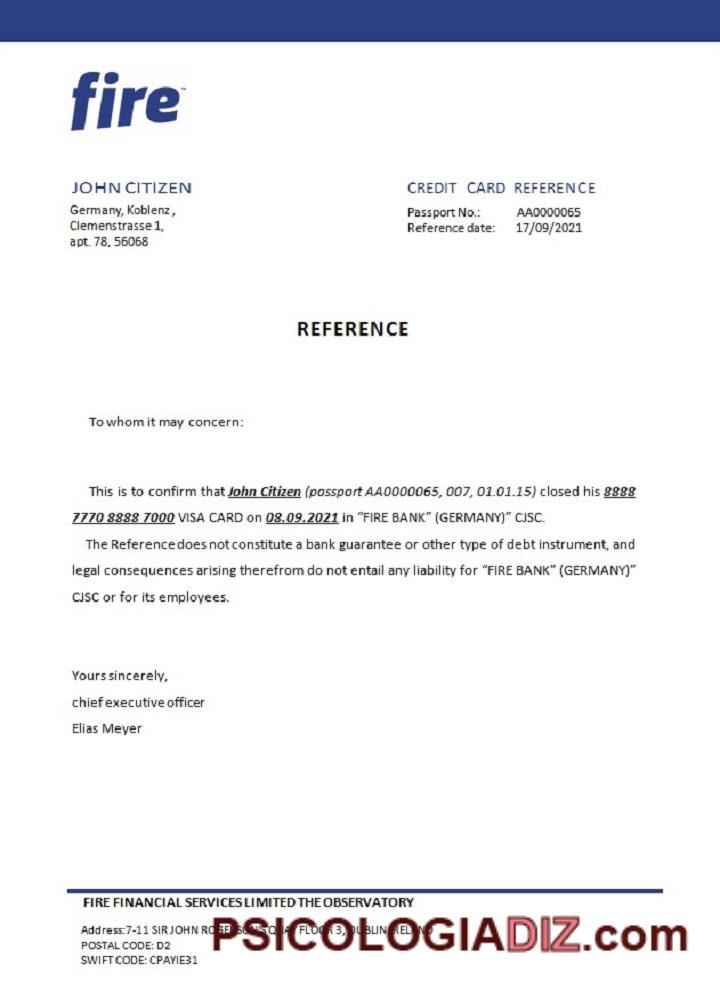 fire™
JOHN CITIZEN
Germany, Koblenz,
Clemenstrasse 1,
apt. 78, 56068
CREDIT CARD REFERENCE
Passport No.: AA0000065
Reference date: 17/09/2021
REFERENCE
To whom it may concern:
This is to confirm that John Citizen (passport AA0000065, 007, 01.01.15) closed his 8888
7770 8888 7000 VISA CARD on 08.09.2021 in “FIRE BANK” (GERMANY)” CJSC.
The Reference does not constitute a bank guarantee or other type of debt instrument, and
legal consequences arising therefrom do not entail any liability for “FIRE BANK” (GERMANY)”
CJSC or for its employees.
Yours sincerely,
chief executive officer
Elias Meyer
FIRE FINANCIAL SERVICES LIMITED THE OBSERVATORY
Address:7-11 SIR JOHN ROGERSON'S QUAY FLOOR 3, DUBLIN IRELAND
POSTAL CODE: D2
SWIFT CODE: CPAYIE31
PSICOLOGIADIZ.com